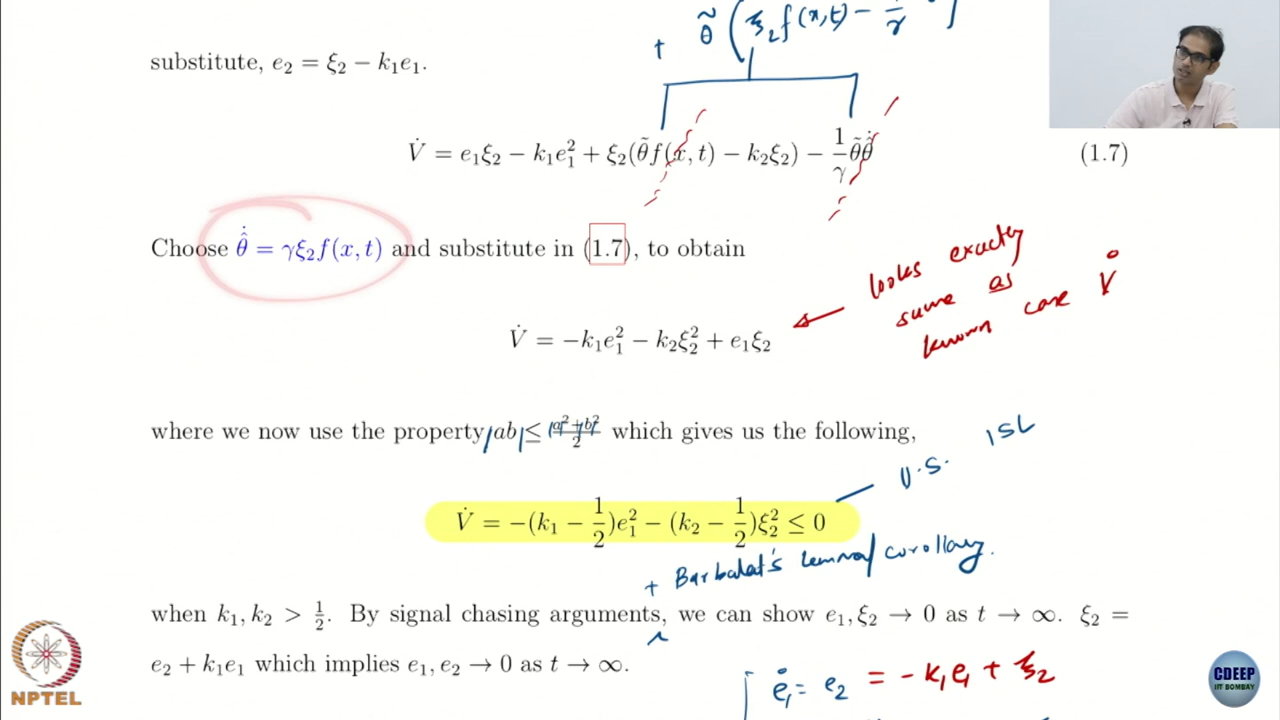 + θ̃ (ξ₂ f(x,t) − 1/γ
substitute, e₂ = ξ₂ − k₁e₁.
V̇ = e₁ξ₂ − k₁e₁² + ξ₂(θ̃f(x, t) − k₂ξ₂) − (1/γ)θ̃θ̂̇ (1.7)
Choose θ̂̇ = γξ₂f(x, t) and substitute in (1.7), to obtain
looks exactly
same as
known case V̇
V̇ = −k₁e₁² − k₂ξ₂² + e₁ξ₂
where we now use the property |ab| ≤ (|a|² + |b|²)/2 which gives us the following,
U.S. ISL
V̇ = −(k₁ − 1/2)e₁² − (k₂ − 1/2)ξ₂² ≤ 0
+ Barbalat's Lemma/ corollary.
when k₁, k₂ > 1/2. By signal chasing arguments, we can show e₁, ξ₂ → 0 as t → ∞. ξ₂ =
e₂ + k₁e₁ which implies e₁, e₂ → 0 as t → ∞.
ė₁ = e₂ = −k₁e₁ + ξ₂
NPTEL
CDEEP
IIT BOMBAY